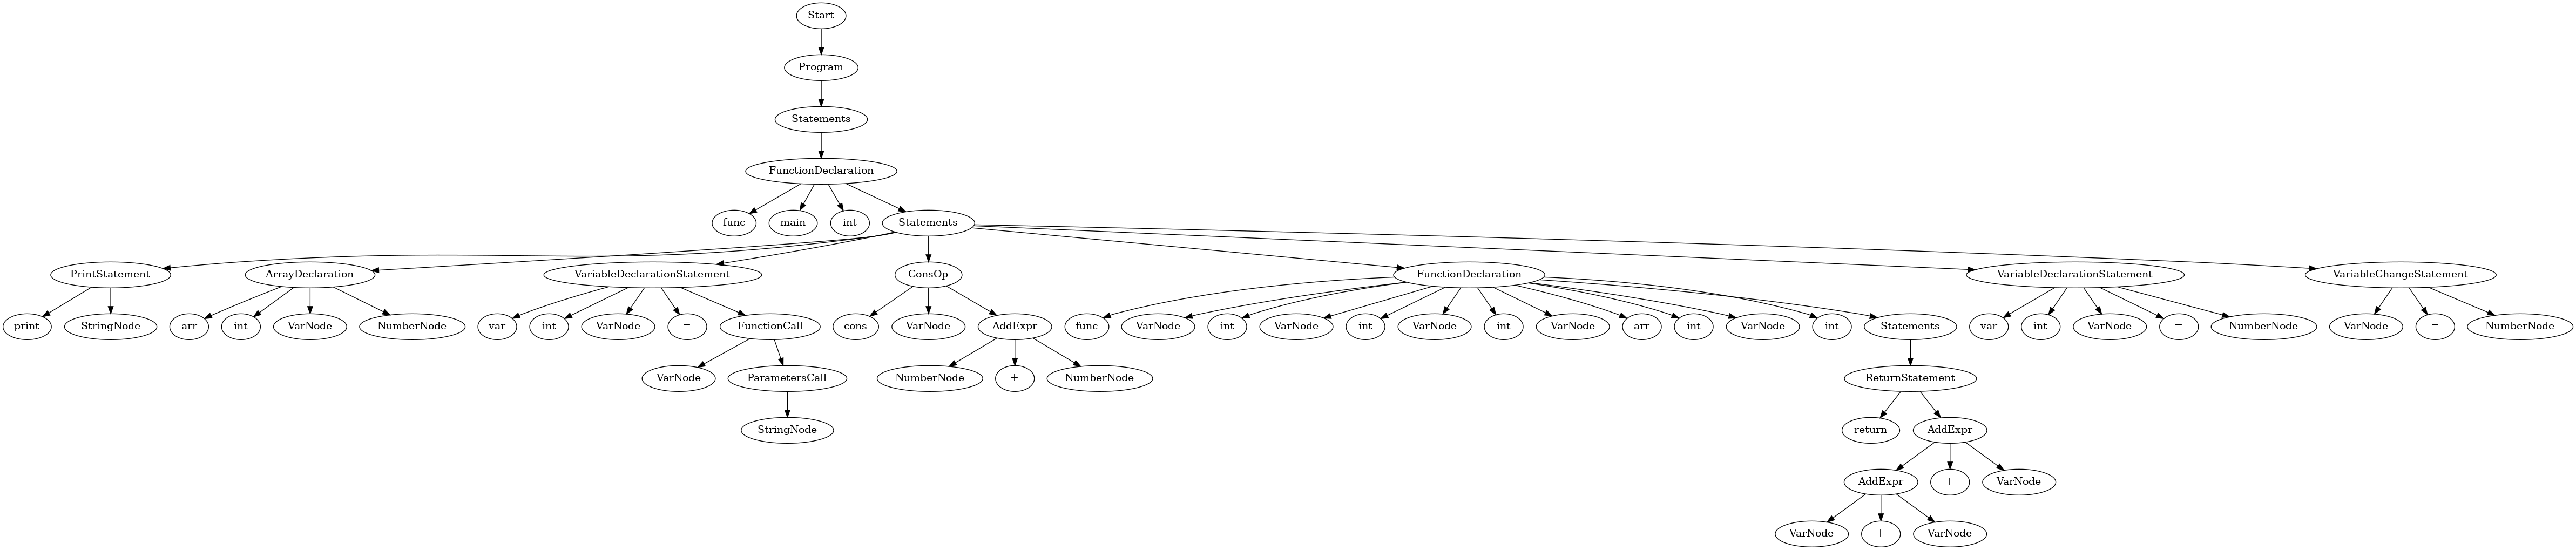 Start
Program
Statements
FunctionDeclaration
func main int Statements
PrintStatement ArrayDeclaration VariableDeclarationStatement ConsOp FunctionDeclaration VariableDeclarationStatement VariableChangeStatement
print StringNode arr int VarNode NumberNode var int VarNode = FunctionCall cons VarNode AddExpr func VarNode int VarNode int VarNode int VarNode arr int VarNode int Statements var int VarNode = NumberNode VarNode = NumberNode
VarNode ParametersCall NumberNode + NumberNode ReturnStatement
StringNode return AddExpr
AddExpr + VarNode
VarNode + VarNode